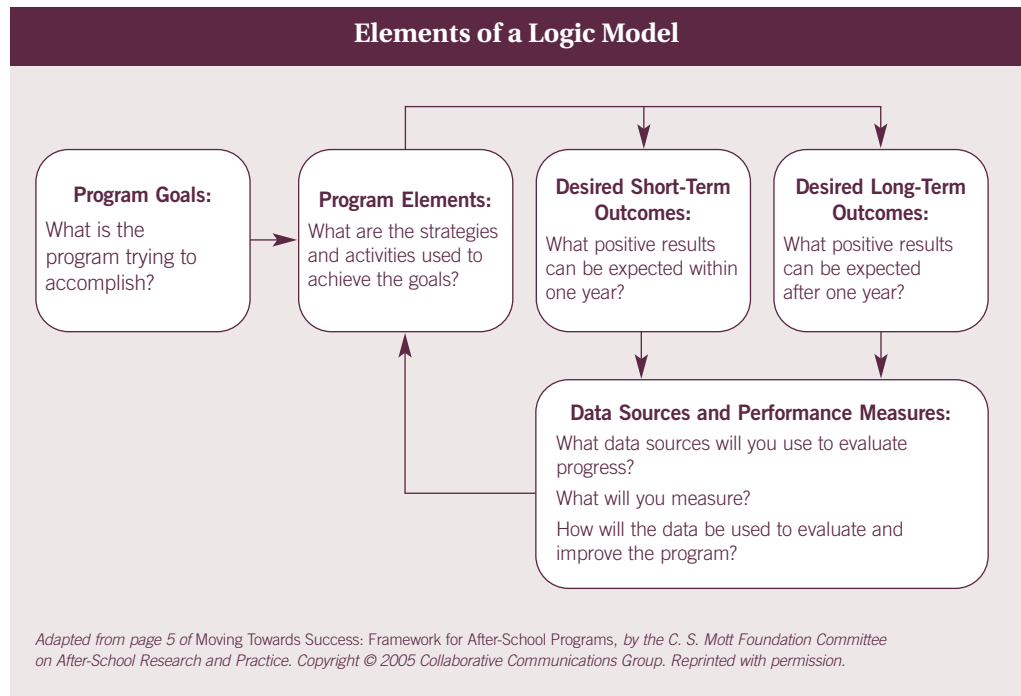 Elements of a Logic Model
Program Goals:
What is the
program trying to
accomplish?
Program Elements:
What are the strategies
and activities used to
achieve the goals?
Desired Short-Term
Outcomes:
What positive results
can be expected within
one year?
Desired Long-Term
Outcomes:
What positive results
can be expected
after one year?
Data Sources and Performance Measures:
What data sources will you use to evaluate
progress?
What will you measure?
How will the data be used to evaluate and
improve the program?
Adapted from page 5 of Moving Towards Success: Framework for After-School Programs, by the C. S. Mott Foundation Committee
on After-School Research and Practice. Copyright © 2005 Collaborative Communications Group. Reprinted with permission.